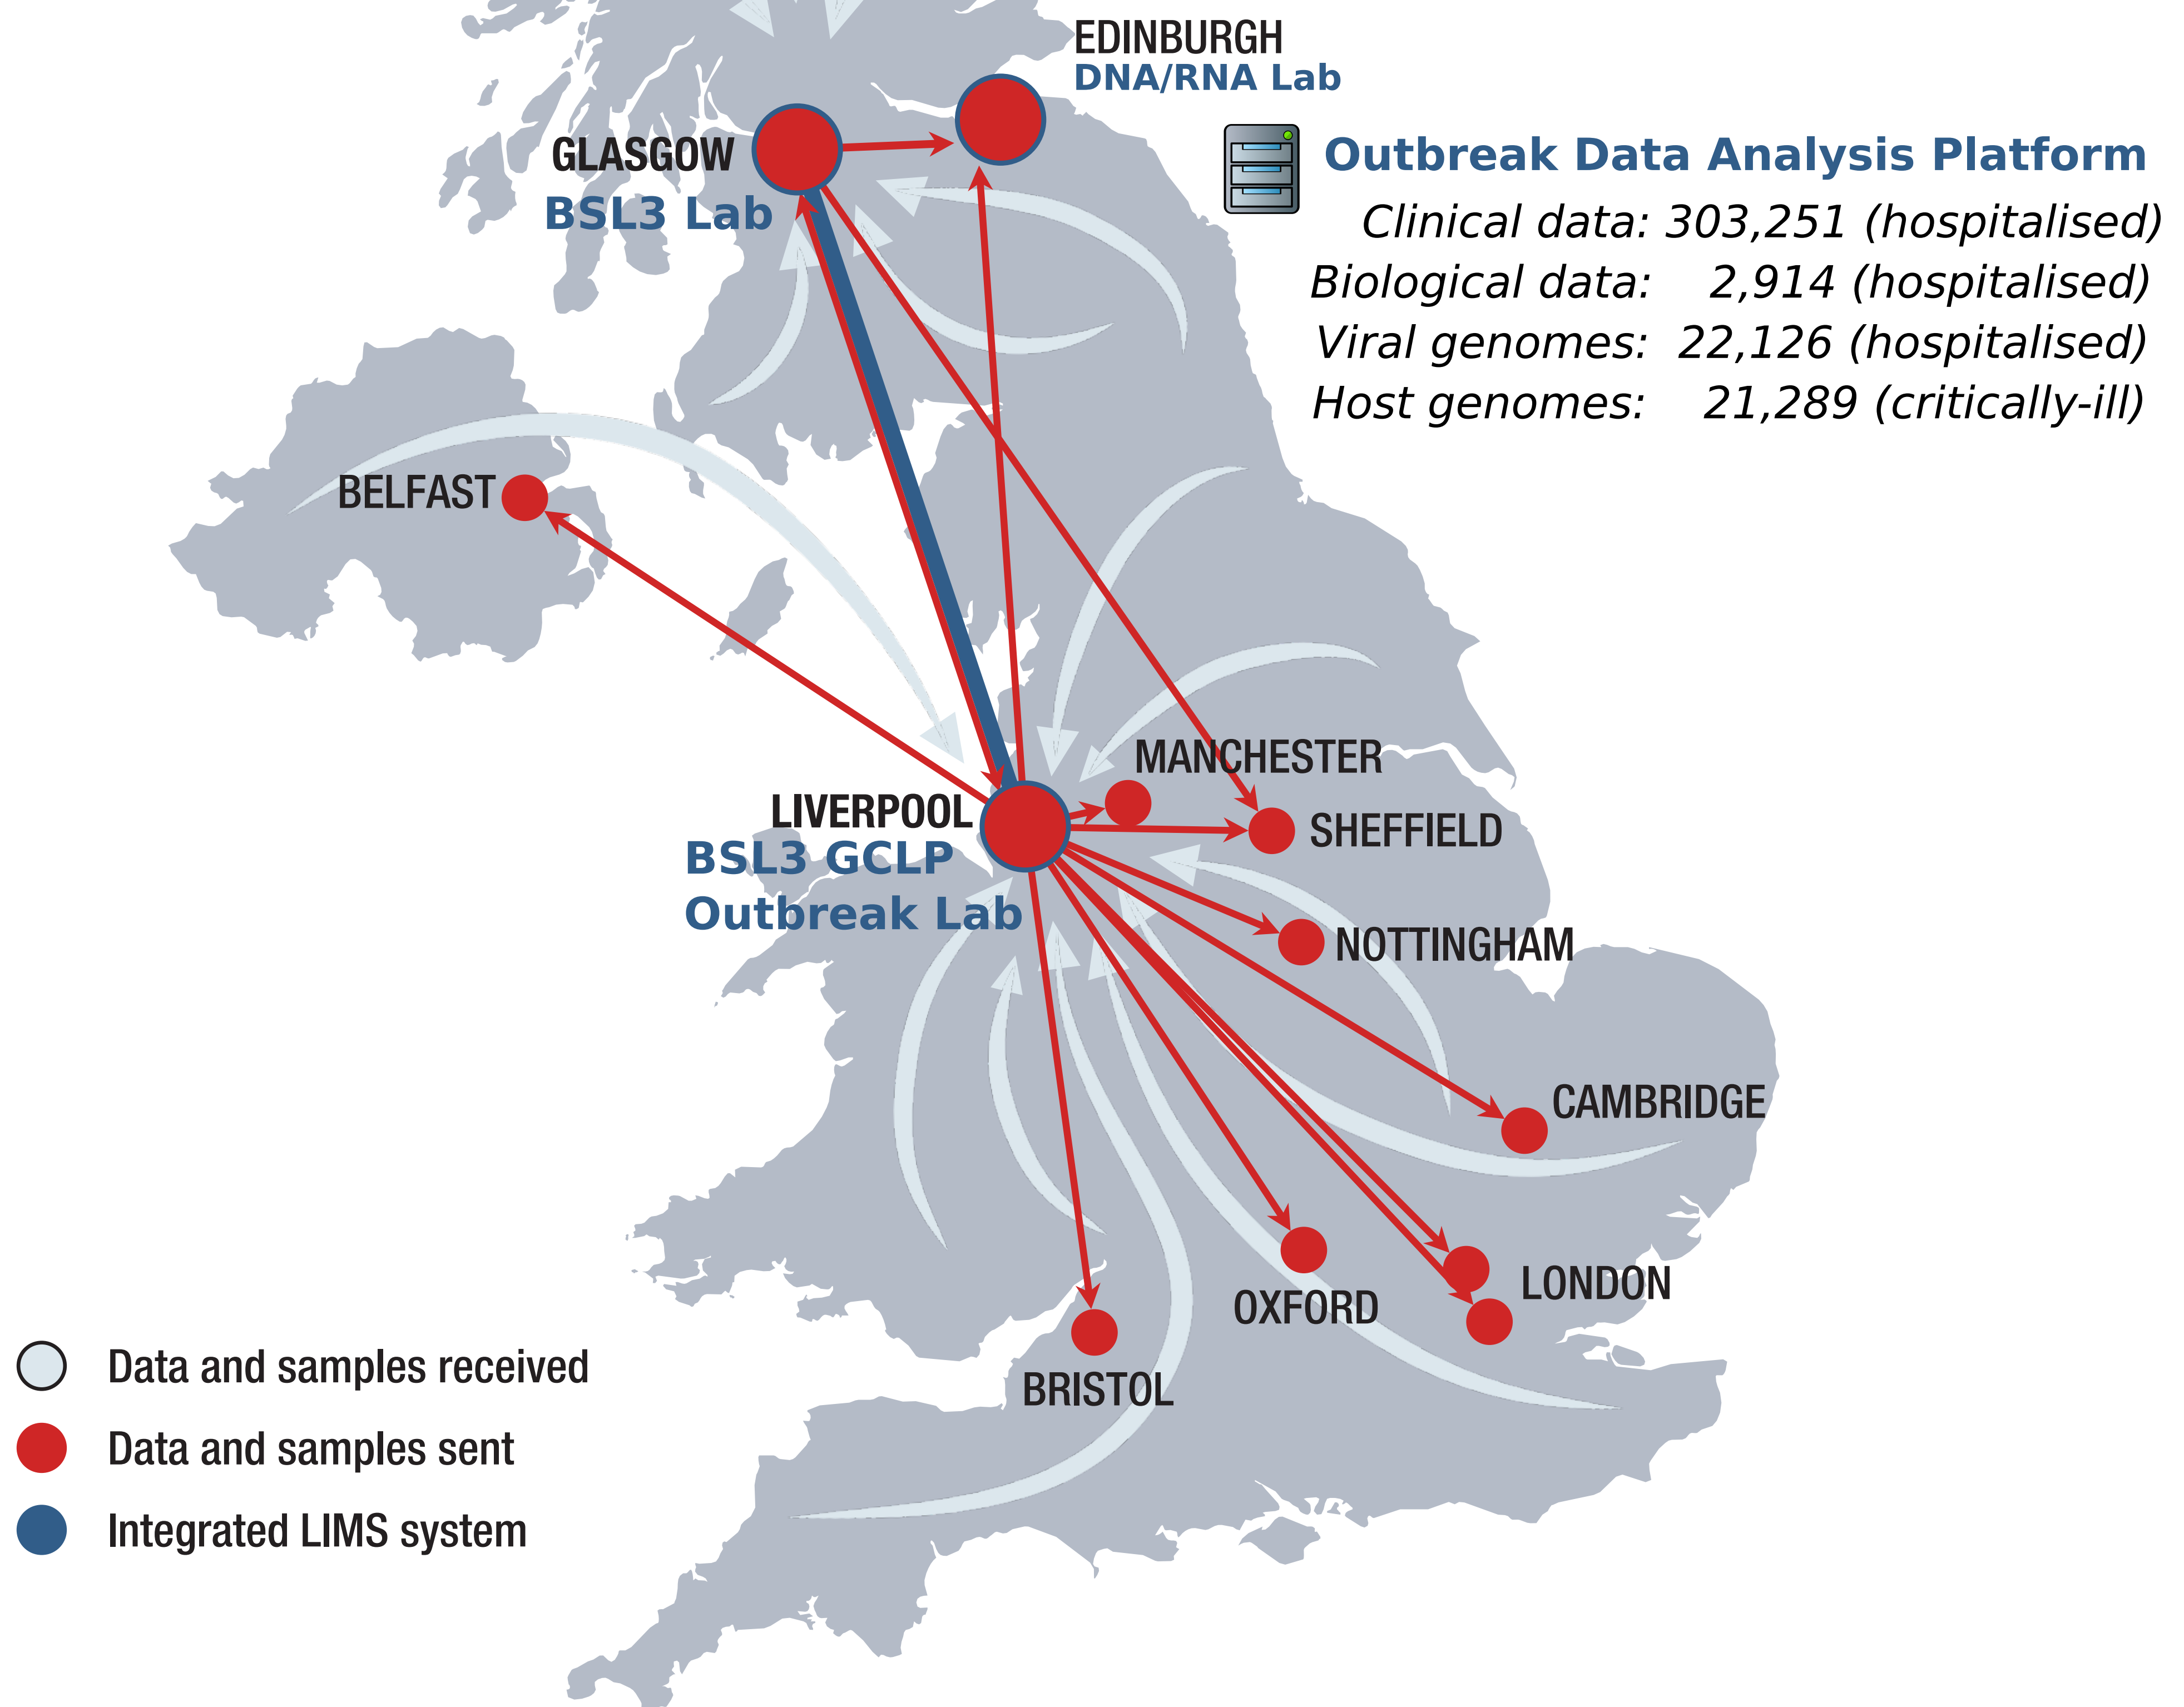 EDINBURGH
DNA/RNA Lab
GLASGOW
BSL3 Lab
Outbreak Data Analysis Platform
Clinical data: 303,251 (hospitalised)
Biological data: 2,914 (hospitalised)
Viral genomes: 22,126 (hospitalised)
Host genomes: 21,289 (critically-ill)
BELFAST
MANCHESTER
LIVERPOOL
BSL3 GCLP
Outbreak Lab
SHEFFIELD
NOTTINGHAM
CAMBRIDGE
LONDON
OXFORD
BRISTOL
Data and samples received
Data and samples sent
Integrated LIMS system